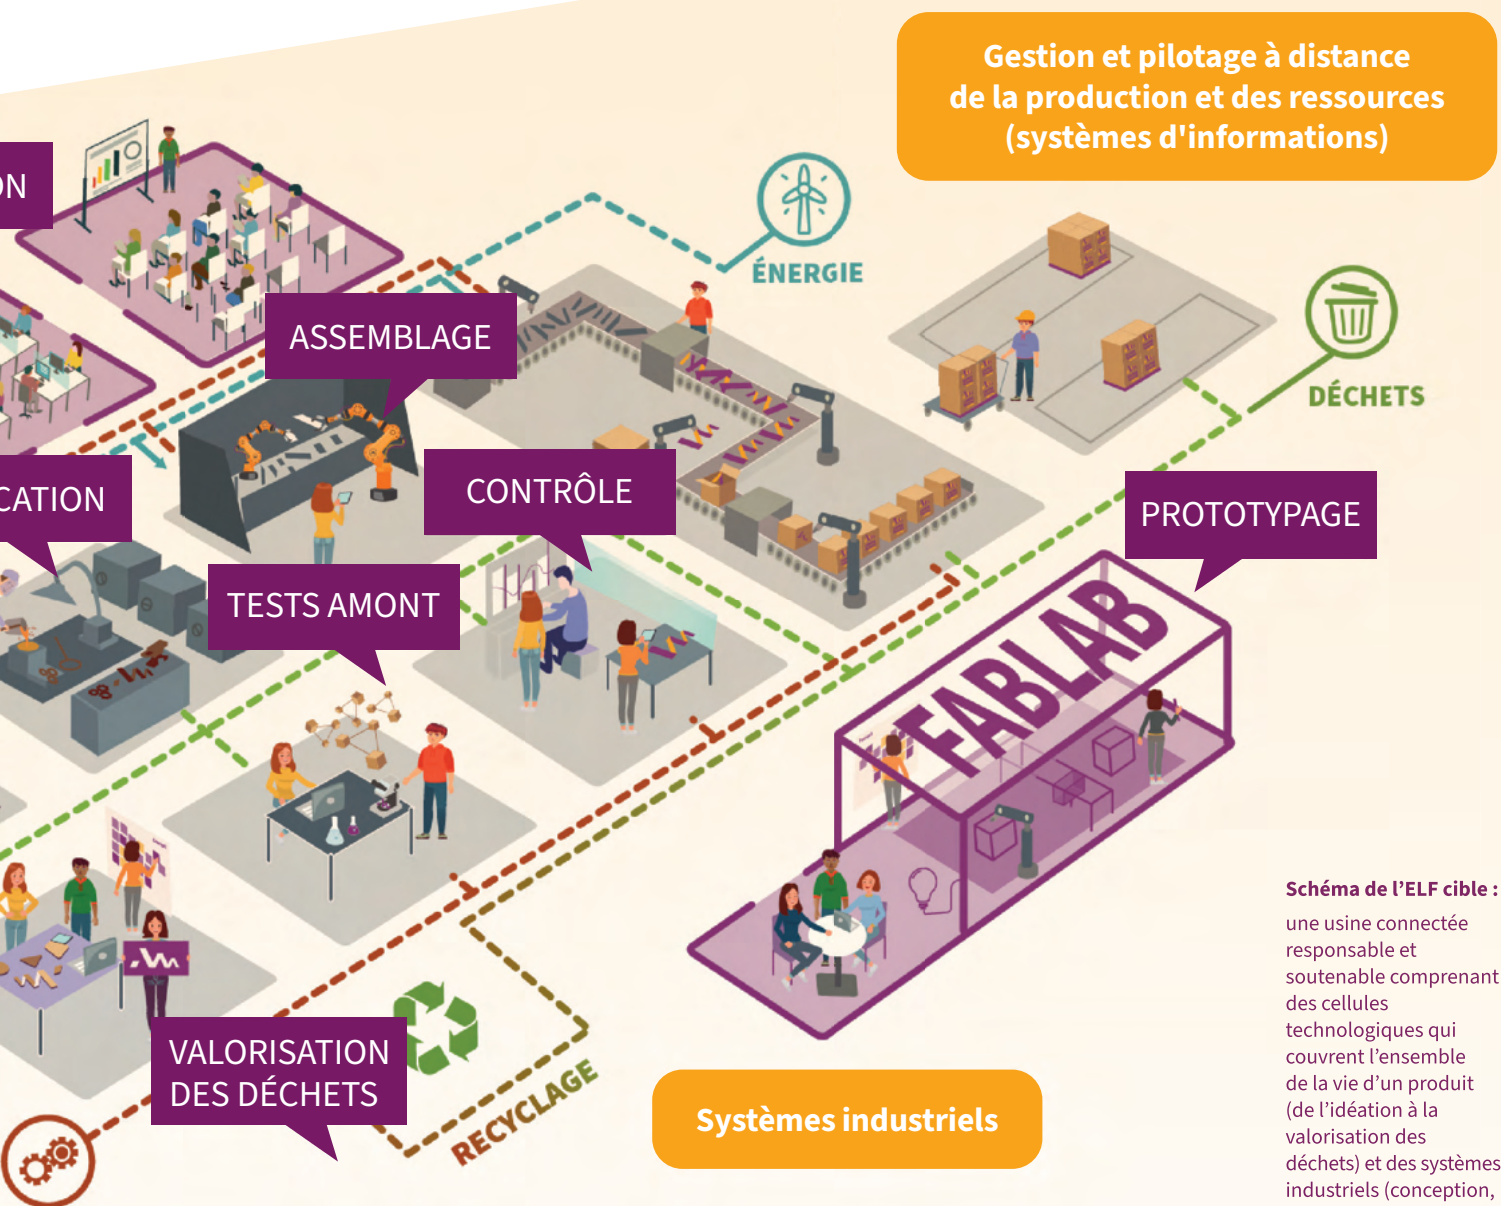 Gestion et pilotage à distance
de la production et des ressources
(systèmes d'informations)
ON
ÉNERGIE
ASSEMBLAGE
DÉCHETS
CATION
CONTRÔLE
PROTOTYPAGE
TESTS AMONT
FABLAB
VALORISATION
DES DÉCHETS
RECYCLAGE
Systèmes industriels
Schéma de l'ELF cible :
une usine connectée
responsable et
soutenable comprenant
des cellules
technologiques qui
couvrent l'ensemble
de la vie d'un produit
(de l'idéation à la
valorisation des
déchets) et des systèmes
industriels (conception,